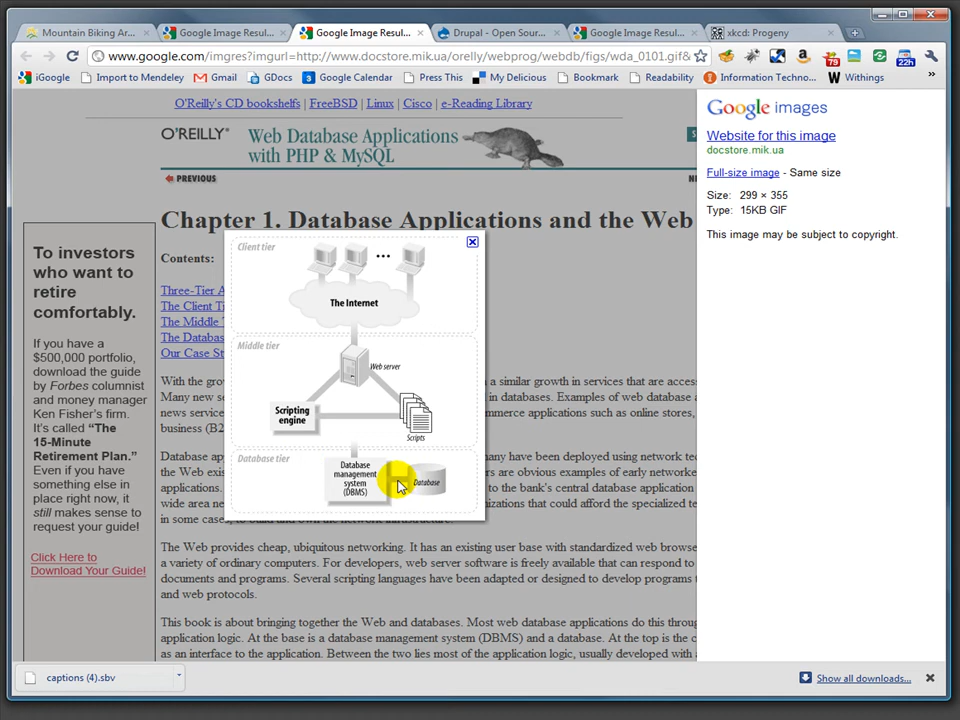 Mountain Biking Ar...
Google Image Resul...
Google Image Resul...
Drupal - Open Sour...
Google Image Resul...
xkcd: Progeny
www.google.com/imgres?imgurl=http://www.docstore.mik.ua/orelly/webprog/webdb/figs/wda_0101.gif&
79
22h
iGoogle
Import to Mendeley
Gmail
GDocs
Google Calendar
Press This
My Delicious
Bookmark
Readability
Information Techno...
Withings
»
O'Reilly's CD bookshelfs | FreeBSD | Linux | Cisco | e-Reading Library
O'REILLY®
Web Database Applications
with PHP & MySQL
S
PREVIOUS
NE
Chapter 1. Database Applications and the Web
Contents:
Three-Tier A
The Client Ti
The Middle T
The Databas
Our Case St
With the grow
a similar growth in services that are access
Many new se
in databases. Examples of web database a
news service
mmerce applications such as online stores,
business (B2
Database ap
many have been deployed using network tec
the Web exis
rs are obvious examples of early networke
applications.
to the bank's central database application
wide area ne
nizations that could afford the specialized te
in some cases, to build and own the network infrastructure.
The Web provides cheap, ubiquitous networking. It has an existing user base with standardized web browse
a variety of ordinary computers. For developers, web server software is freely available that can respond to
documents and programs. Several scripting languages have been adapted or designed to develop programs t
and web protocols.
This book is about bringing together the Web and databases. Most web database applications do this throug
application logic. At the base is a database management system (DBMS) and a database. At the top is the c
as an interface to the application. Between the two lies most of the application logic, usually developed with a
To investors
who want to
retire
comfortably.
If you have a
$500,000 portfolio,
download the guide
by Forbes columnist
and money manager
Ken Fisher's firm.
It's called "The
15-Minute
Retirement Plan."
Even if you have
something else in
place right now, it
still makes sense to
request your guide!
Click Here to
Download Your Guide!
Client tier
The Internet
Middle tier
Web server
Scripting
engine
Scripts
Database tier
Database
management
system
(DBMS)
Database
Google images
Website for this image
docstore.mik.ua
Full-size image - Same size
Size: 299 × 355
Type: 15KB GIF
This image may be subject to copyright.
captions (4).sbv
Show all downloads...